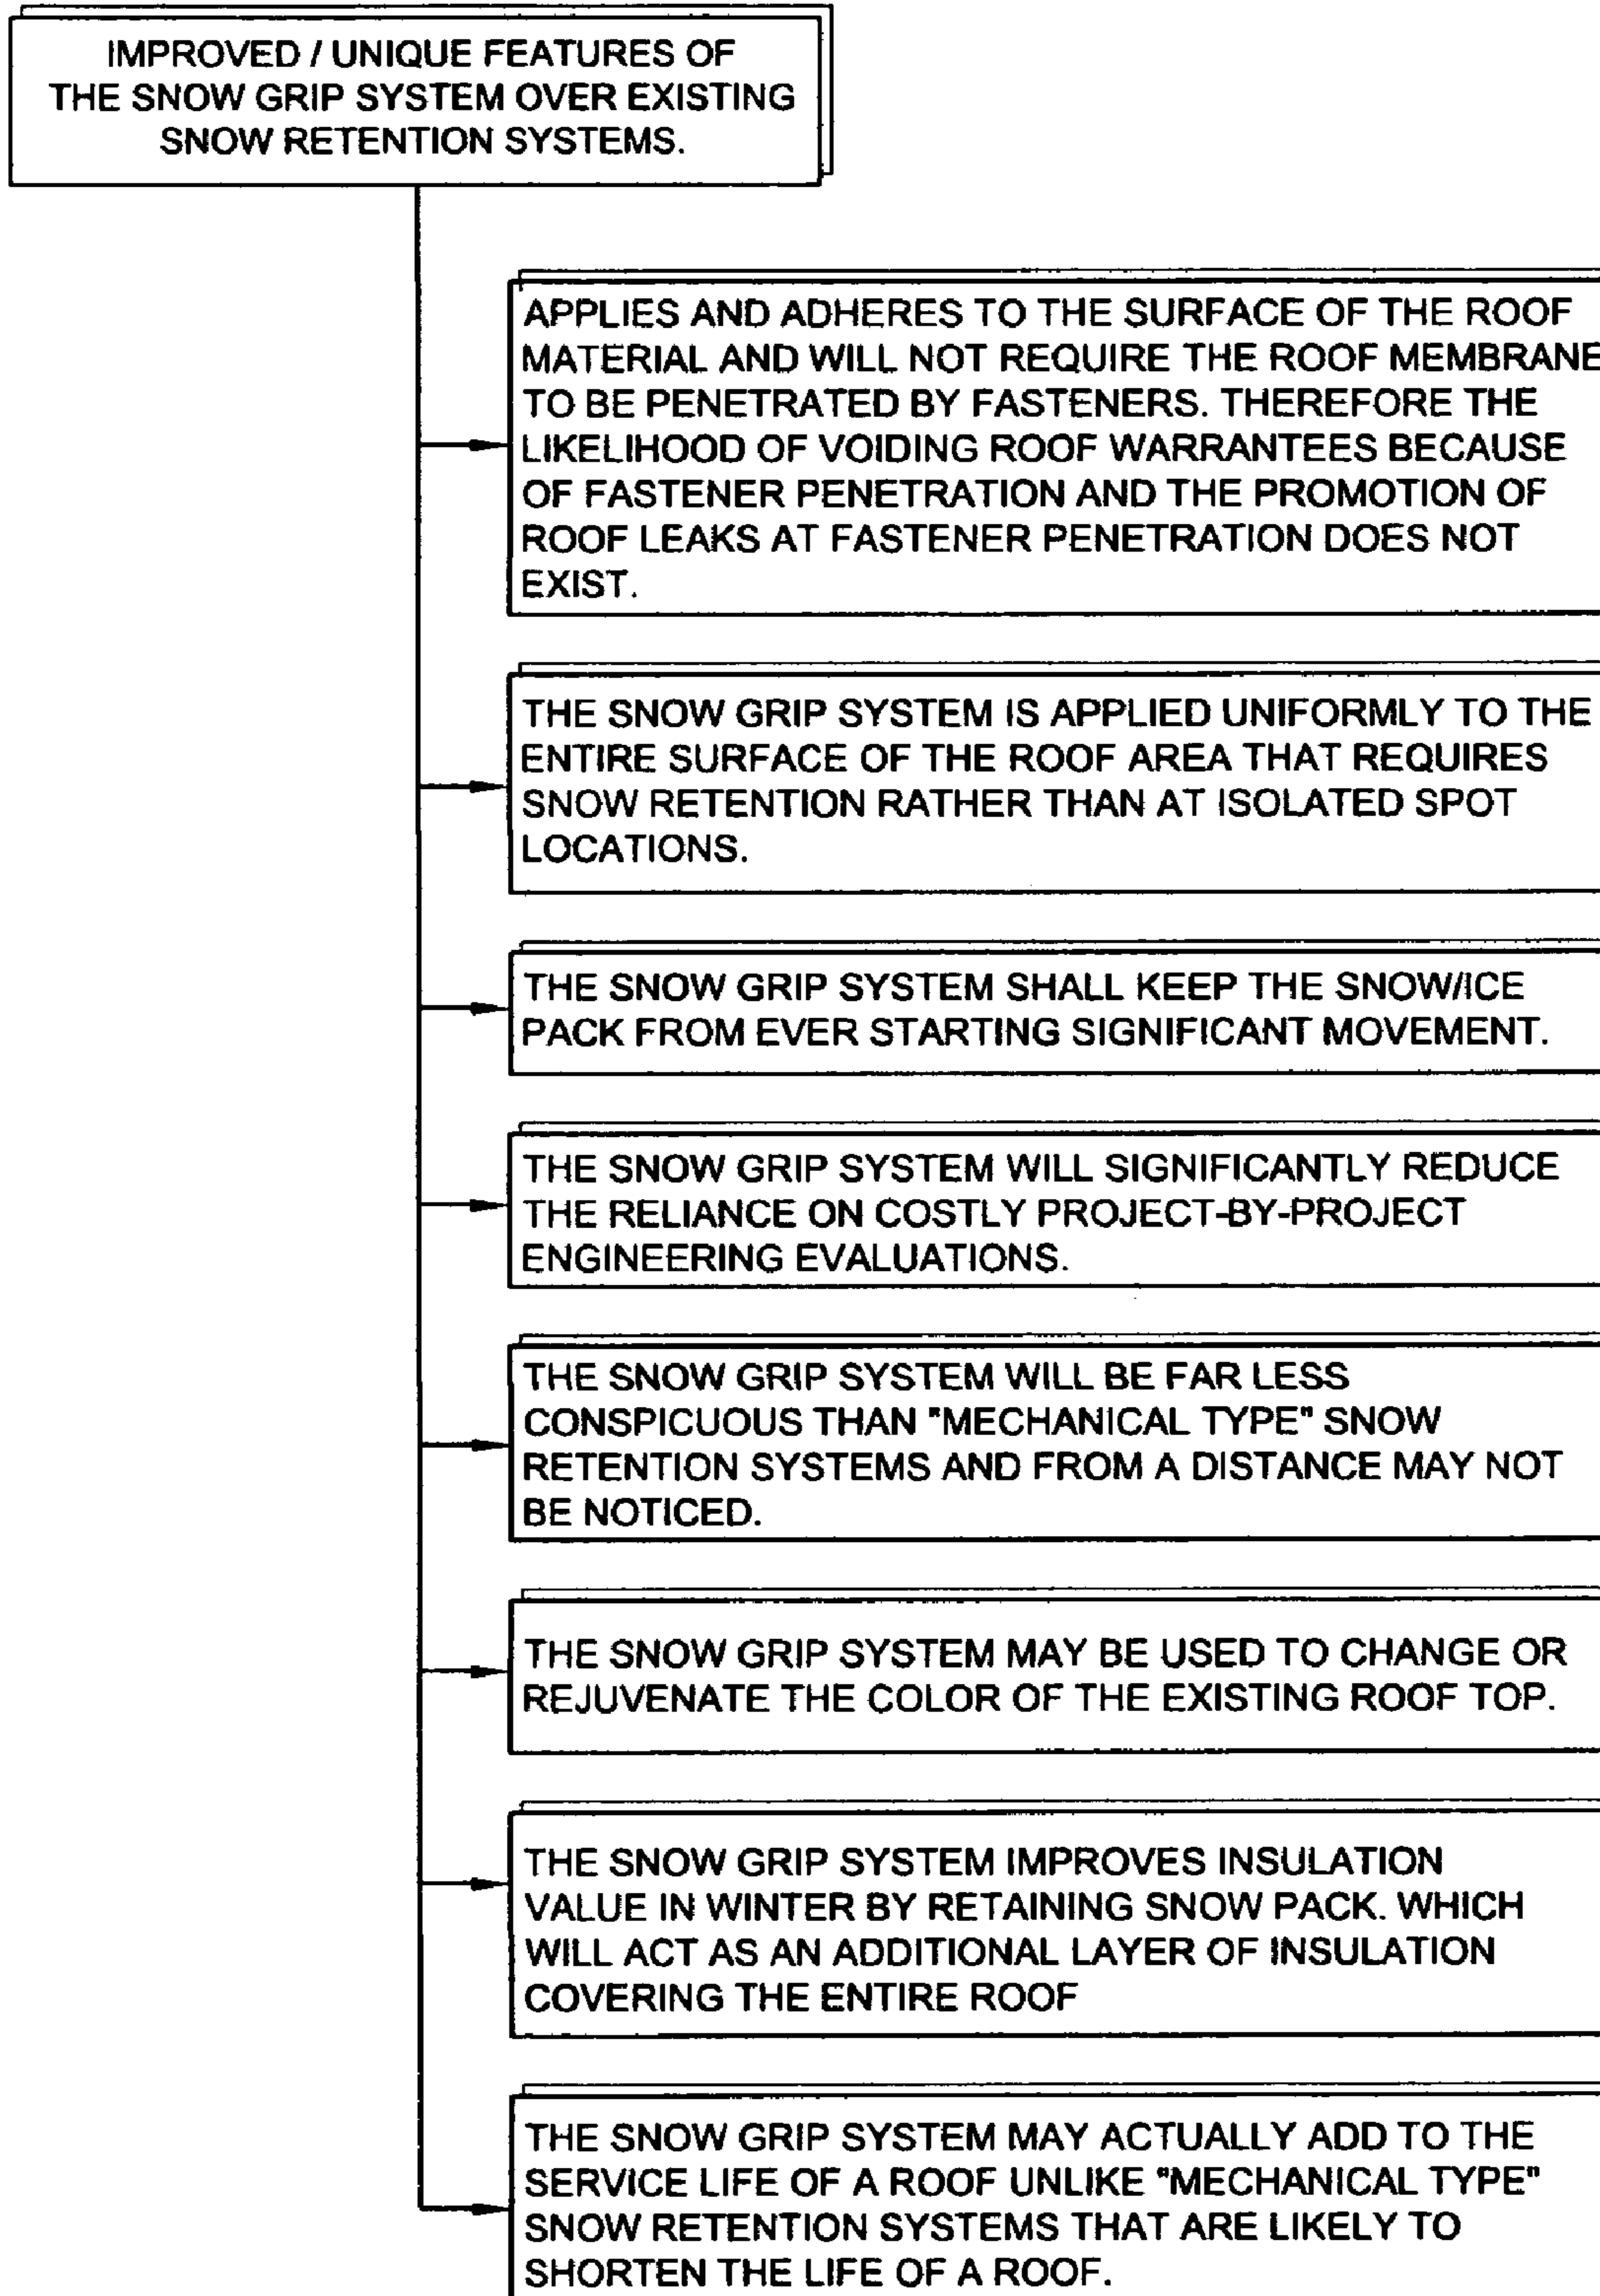 IMPROVED / UNIQUE FEATURES OF
THE SNOW GRIP SYSTEM OVER EXISTING
SNOW RETENTION SYSTEMS.
APPLIES AND ADHERES TO THE SURFACE OF THE ROOF
MATERIAL AND WILL NOT REQUIRE THE ROOF MEMBRANE
TO BE PENETRATED BY FASTENERS. THEREFORE THE
LIKELIHOOD OF VOIDING ROOF WARRANTEES BECAUSE
OF FASTENER PENETRATION AND THE PROMOTION OF
ROOF LEAKS AT FASTENER PENETRATION DOES NOT
EXIST.
THE SNOW GRIP SYSTEM IS APPLIED UNIFORMLY TO THE
ENTIRE SURFACE OF THE ROOF AREA THAT REQUIRES
SNOW RETENTION RATHER THAN AT ISOLATED SPOT
LOCATIONS.
THE SNOW GRIP SYSTEM SHALL KEEP THE SNOW/ICE
PACK FROM EVER STARTING SIGNIFICANT MOVEMENT.
THE SNOW GRIP SYSTEM WILL SIGNIFICANTLY REDUCE
THE RELIANCE ON COSTLY PROJECT-BY-PROJECT
ENGINEERING EVALUATIONS.
THE SNOW GRIP SYSTEM WILL BE FAR LESS
CONSPICUOUS THAN "MECHANICAL TYPE" SNOW
RETENTION SYSTEMS AND FROM A DISTANCE MAY NOT
BE NOTICED.
THE SNOW GRIP SYSTEM MAY BE USED TO CHANGE OR
REJUVENATE THE COLOR OF THE EXISTING ROOF TOP.
THE SNOW GRIP SYSTEM IMPROVES INSULATION
VALUE IN WINTER BY RETAINING SNOW PACK. WHICH
WILL ACT AS AN ADDITIONAL LAYER OF INSULATION
COVERING THE ENTIRE ROOF
THE SNOW GRIP SYSTEM MAY ACTUALLY ADD TO THE
SERVICE LIFE OF A ROOF UNLIKE "MECHANICAL TYPE"
SNOW RETENTION SYSTEMS THAT ARE LIKELY TO
SHORTEN THE LIFE OF A ROOF.